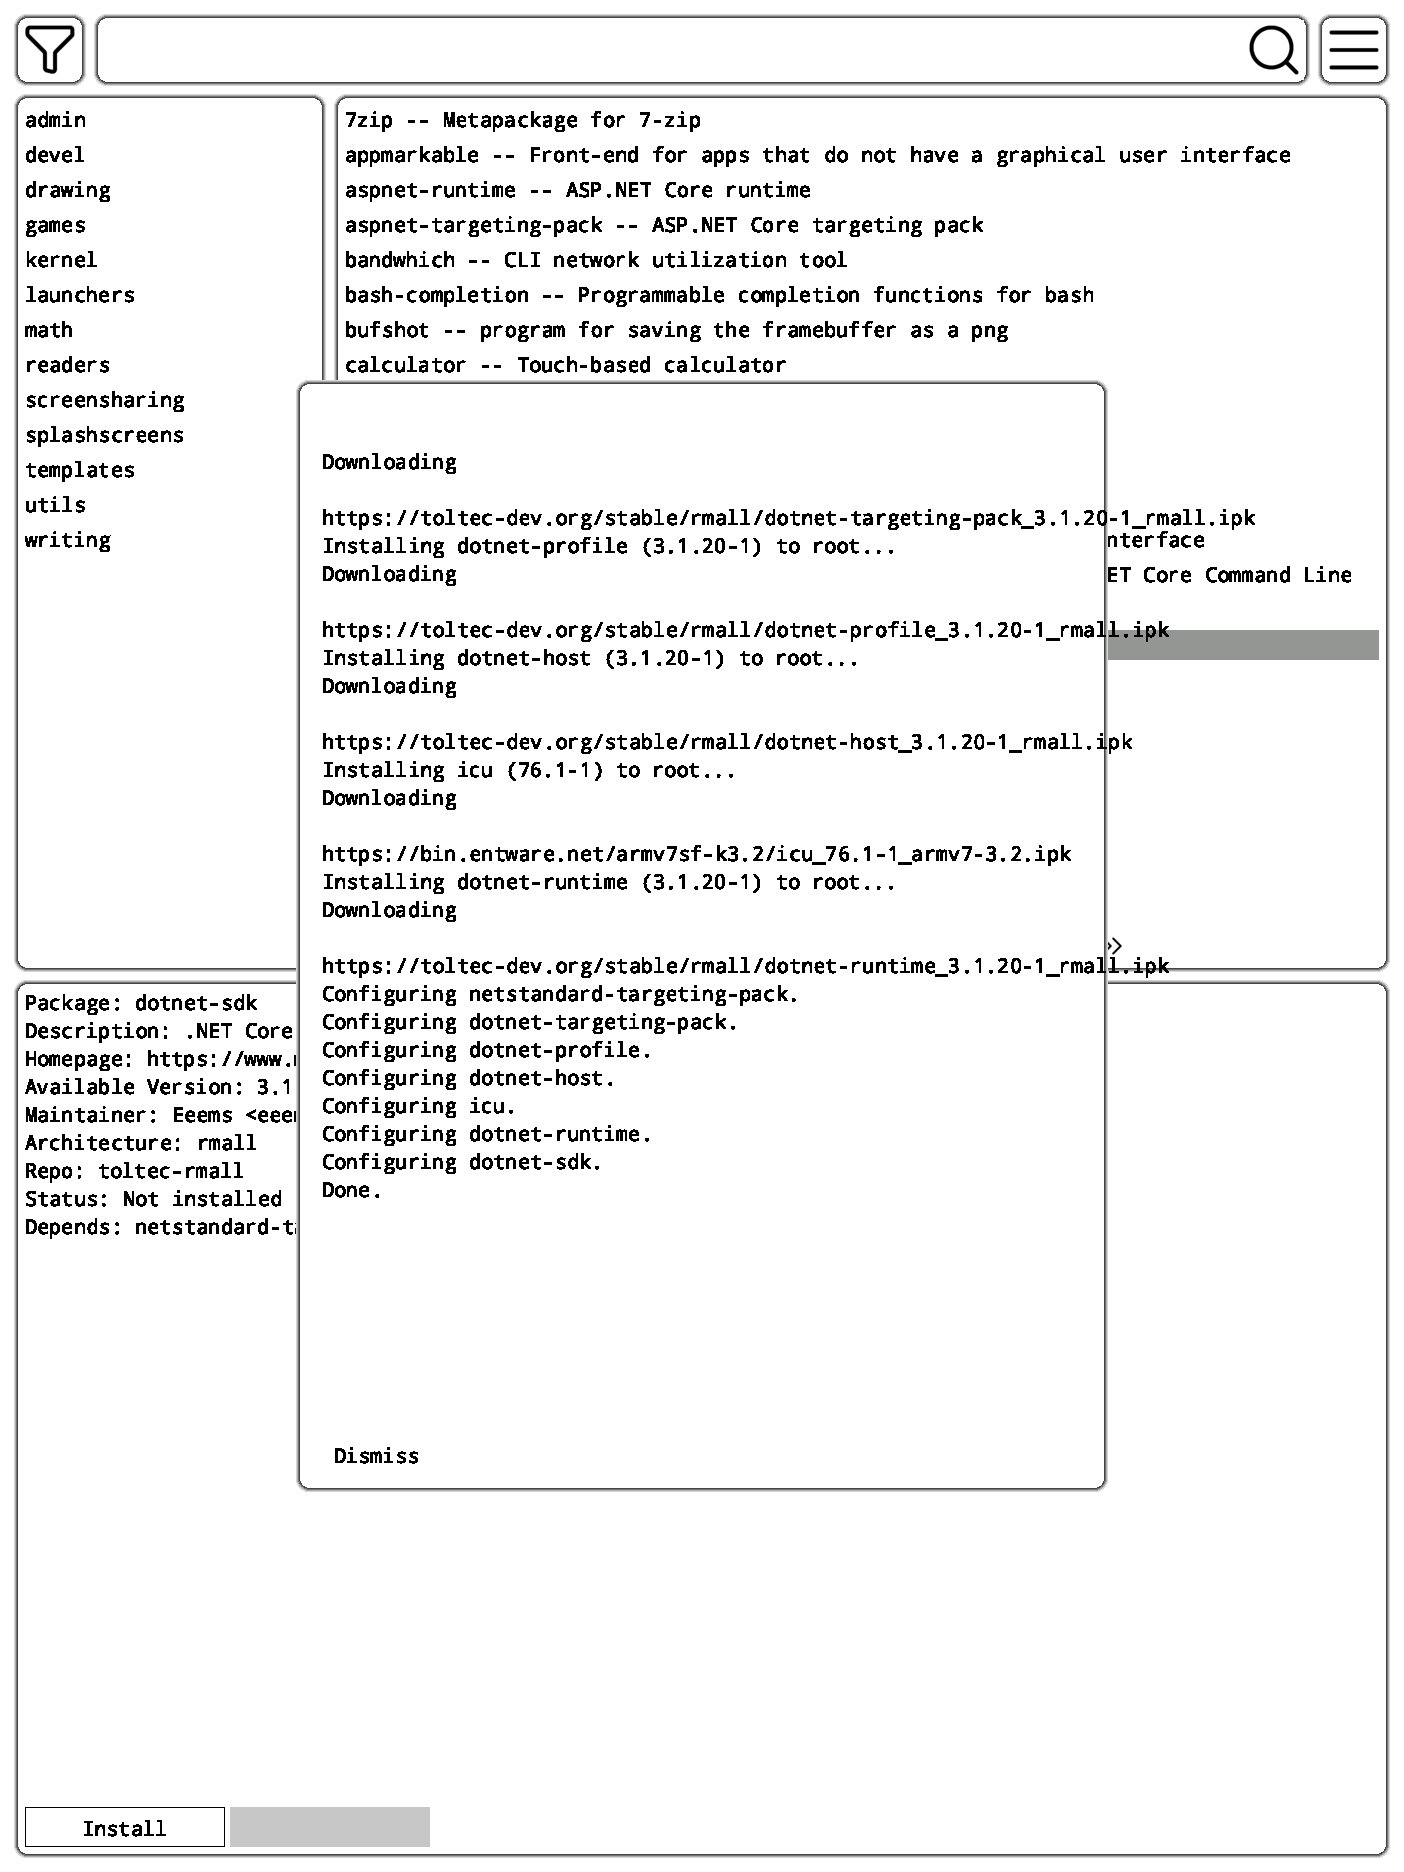 admin
devel
drawing
games
kernel
launchers
math
readers
screensharing
splashscreens
templates
utils
writing
7zip -- Metapackage for 7-zip
appmarkable -- Front-end for apps that do not have a graphical user interface
aspnet-runtime -- ASP.NET Core runtime
aspnet-targeting-pack -- ASP.NET Core targeting pack
bandwhich -- CLI network utilization tool
bash-completion -- Programmable completion functions for bash
bufshot -- program for saving the framebuffer as a png
calculator -- Touch-based calculator
nterface
ET Core Command Line
Downloading
https://toltec-dev.org/stable/rmall/dotnet-targeting-pack_3.1.20-1_rmall.ipk
Installing dotnet-profile (3.1.20-1) to root...
Downloading
https://toltec-dev.org/stable/rmall/dotnet-profile_3.1.20-1_rmall.ipk
Installing dotnet-host (3.1.20-1) to root...
Downloading
https://toltec-dev.org/stable/rmall/dotnet-host_3.1.20-1_rmall.ipk
Installing icu (76.1-1) to root...
Downloading
https://bin.entware.net/armv7sf-k3.2/icu_76.1-1_armv7-3.2.ipk
Installing dotnet-runtime (3.1.20-1) to root...
Downloading
https://toltec-dev.org/stable/rmall/dotnet-runtime_3.1.20-1_rmall.ipk
Configuring netstandard-targeting-pack.
Configuring dotnet-targeting-pack.
Configuring dotnet-profile.
Configuring dotnet-host.
Configuring icu.
Configuring dotnet-runtime.
Configuring dotnet-sdk.
Done.
Dismiss
Package: dotnet-sdk
Description: .NET Core
Homepage: https://www.
Available Version: 3.1
Maintainer: Eeems <eee
Architecture: rmall
Repo: toltec-rmall
Status: Not installed
Depends: netstandard-t
Install